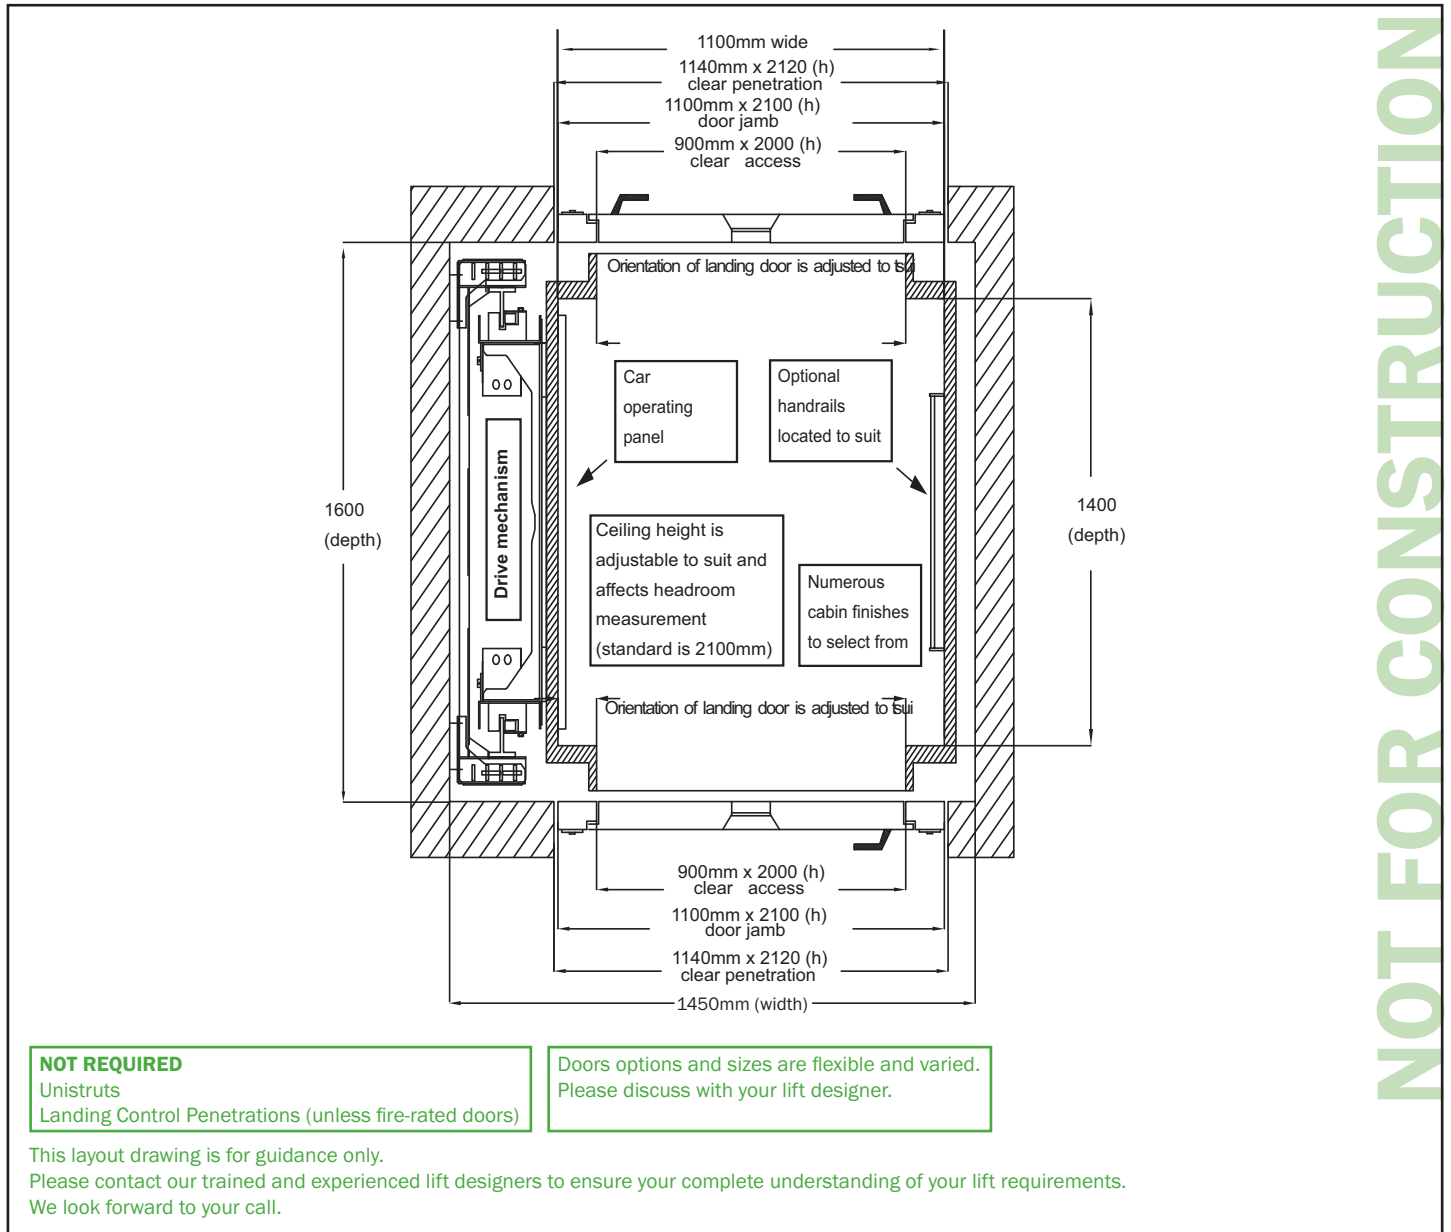 1100mm wide
1140mm x 2120 (h)
clear penetration
1100mm x 2100 (h)
door jamb
900mm x 2000 (h)
clear access
Orientation of landing door is adjusted to tsui
Car
operating
panel
Optional
handrails
located to suit
1600
(depth)
Drive mechanism
1400
(depth)
Ceiling height is
adjustable to suit and
affects headroom
measurement
(standard is 2100mm)
Numerous
cabin finishes
to select from
Orientation of landing door is adjusted to tsui
900mm x 2000 (h)
clear access
1100mm x 2100 (h)
door jamb
1140mm x 2120 (h)
clear penetration
1450mm (width)
NOT REQUIRED
Unistruts
Landing Control Penetrations (unless fire-rated doors)
Doors options and sizes are flexible and varied.
Please discuss with your lift designer.
This layout drawing is for guidance only.
Please contact our trained and experienced lift designers to ensure your complete understanding of your lift requirements.
We look forward to your call.
NOT FOR CONSTRUCTION